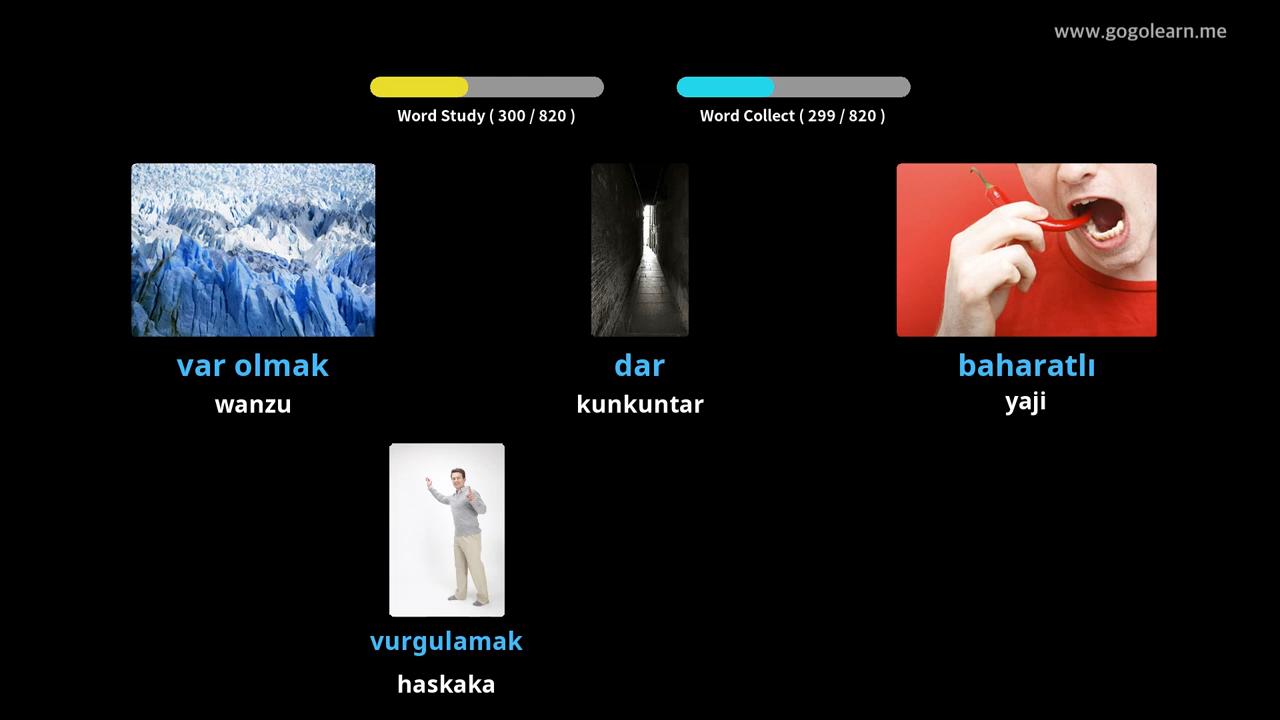 www.gogolearn.me
Word Study ( 300 / 820 )
Word Collect ( 299 / 820 )
var olmak
wanzu
dar
kunkuntar
baharatlı
yaji
vurgulamak
haskaka